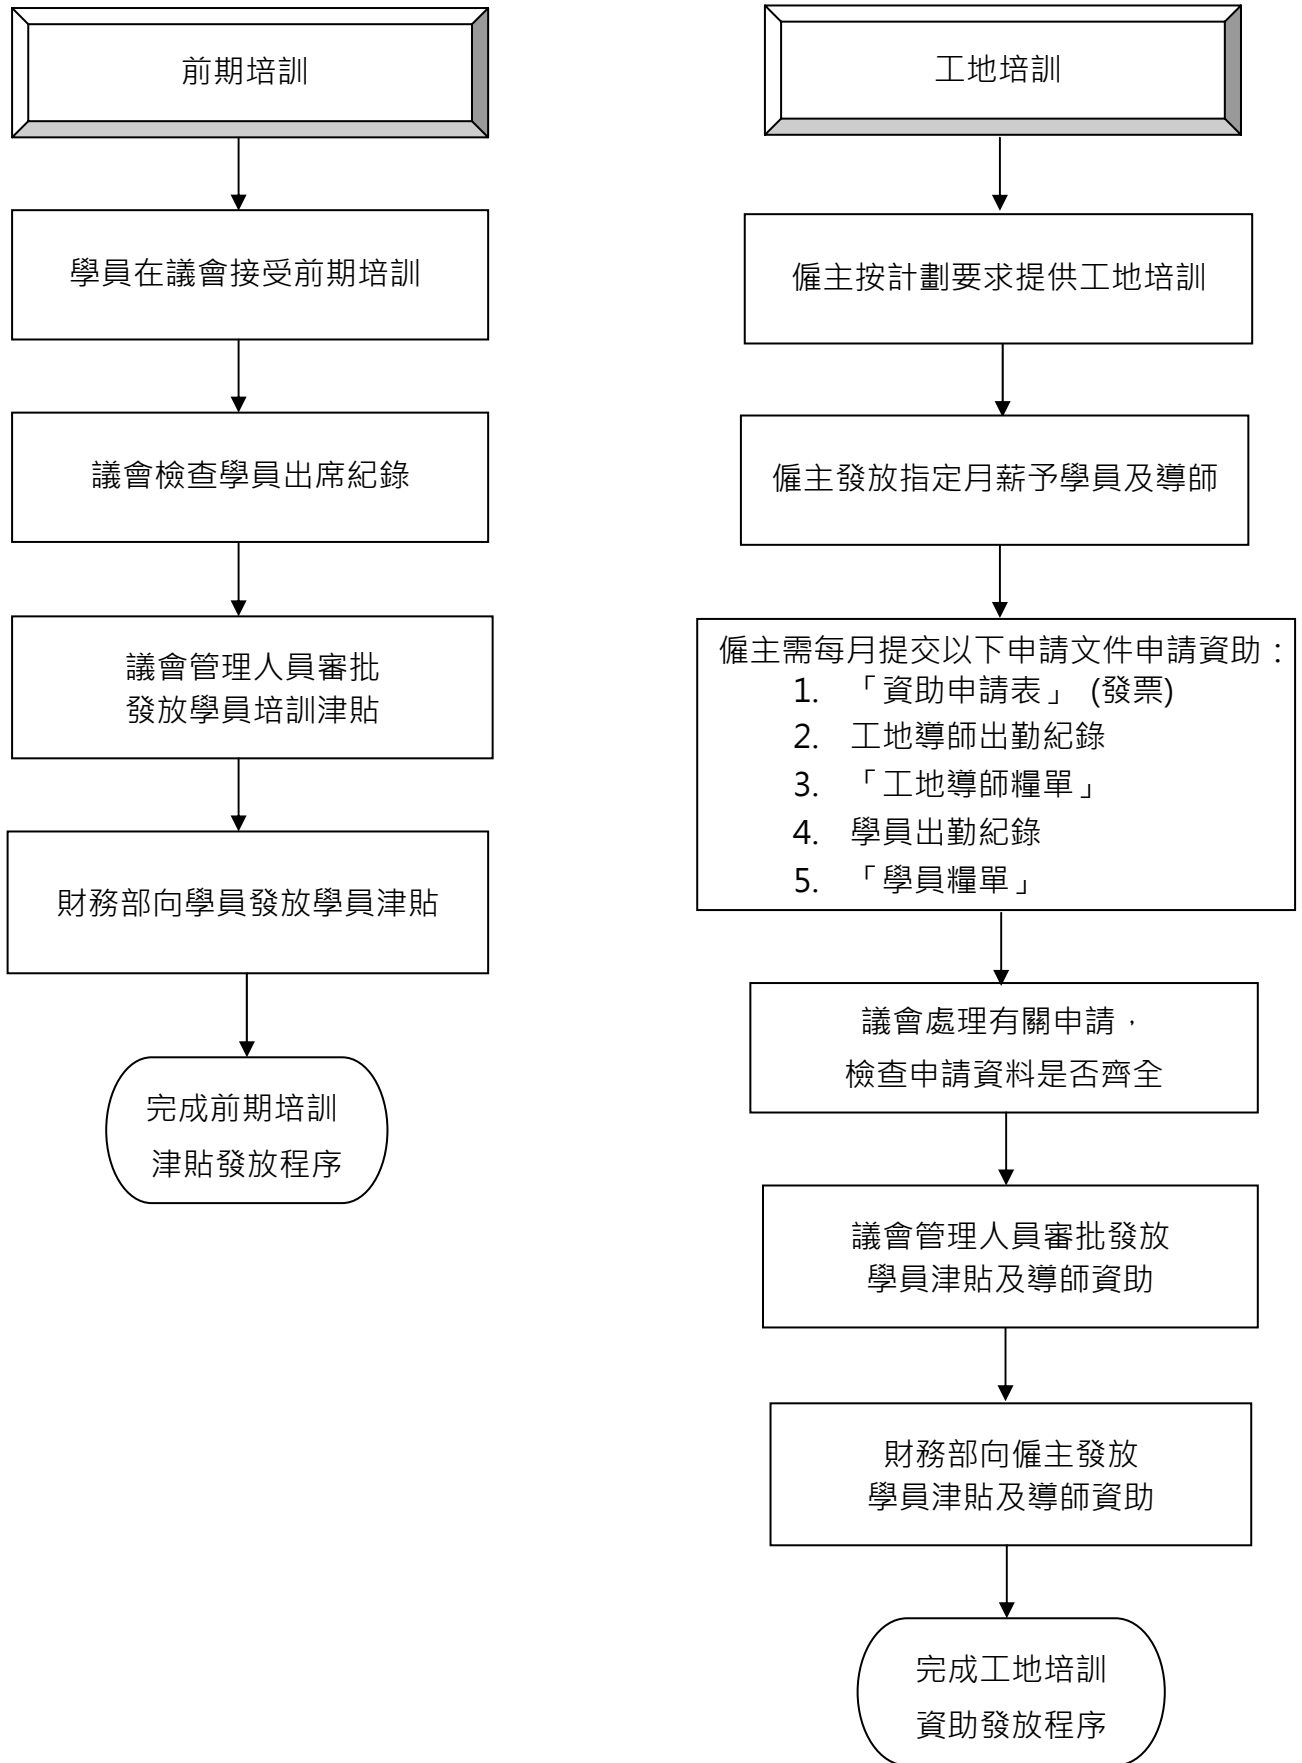 前期培訓
學員在議會接受前期培訓
議會檢查學員出席紀錄
議會管理人員審批
發放學員培訓津貼
財務部向學員發放學員津貼
完成前期培訓
津貼發放程序
工地培訓
僱主按計劃要求提供工地培訓
僱主發放指定月薪予學員及導師
僱主需每月提交以下申請文件申請資助：
1. 「資助申請表」 (發票)
2. 工地導師出勤紀錄
3. 「工地導師糧單」
4. 學員出勤紀錄
5. 「學員糧單」
議會處理有關申請，
檢查申請資料是否齊全
議會管理人員審批發放
學員津貼及導師資助
財務部向僱主發放
學員津貼及導師資助
完成工地培訓
資助發放程序